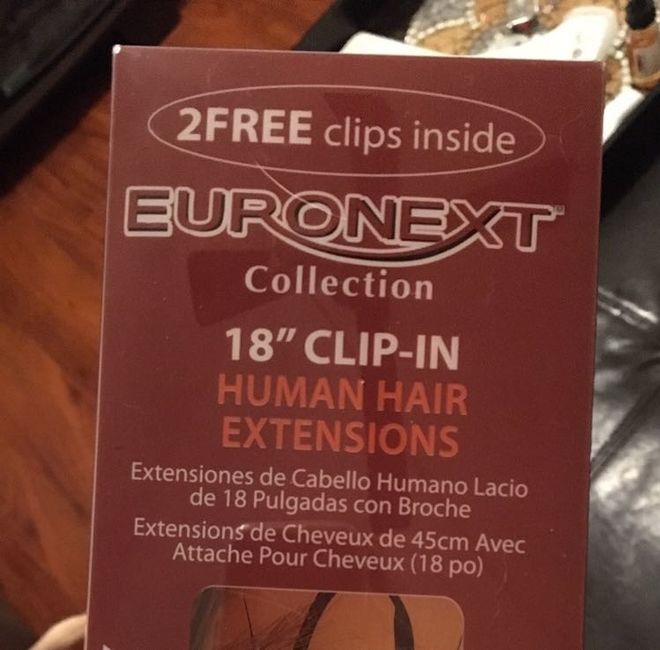 2FREE clips inside
EURONEXT™
Collection
18” CLIP-IN
HUMAN HAIR
EXTENSIONS
Extensiones de Cabello Humano Lacio
de 18 Pulgadas con Broche
Extensions de Cheveux de 45cm Avec
Attache Pour Cheveux (18 po)